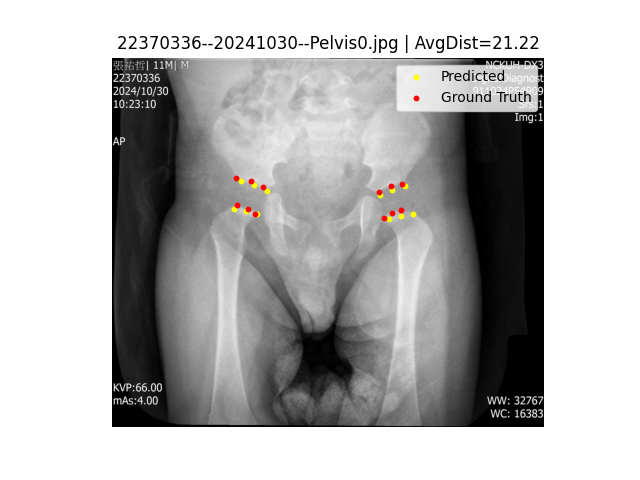 22370336--20241030--Pelvis0.jpg | AvgDist=21.22
| 11M| M
22370336
2024/10/30
10:23:10
AP
NCKUH DX3
Predicted
Ground Truth
Img:1
KVP:66.00
mAs:4.00
WW: 32767
WC: 16383